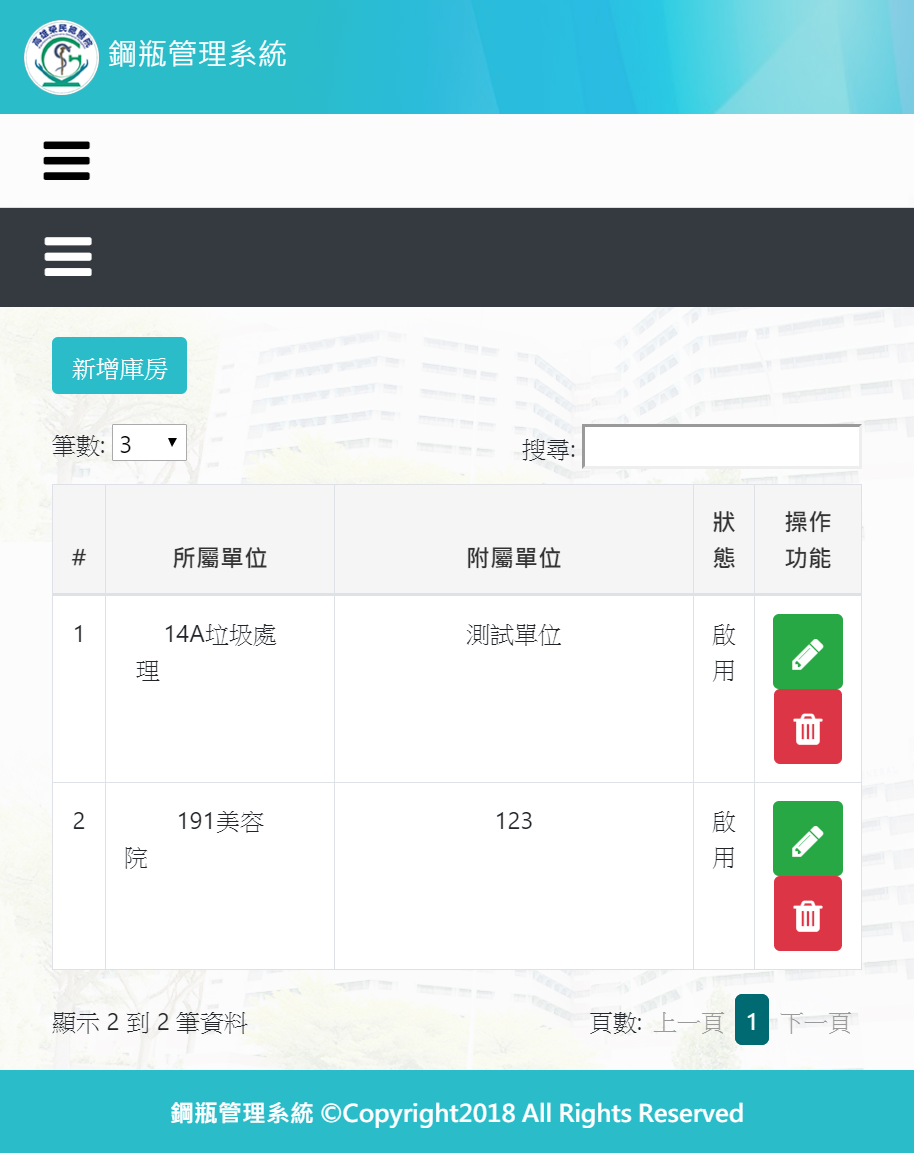 高雄榮民總醫院
鋼瓶管理系統
新增庫房
筆數: 3
搜尋:
# 所屬單位 附屬單位 狀態 操作功能
1 14A垃圾處理 測試單位 啟用
2 191美容院 123 啟用
顯示 2 到 2 筆資料
頁數: 上一頁 1 下一頁
鋼瓶管理系統 ©Copyright2018 All Rights Reserved